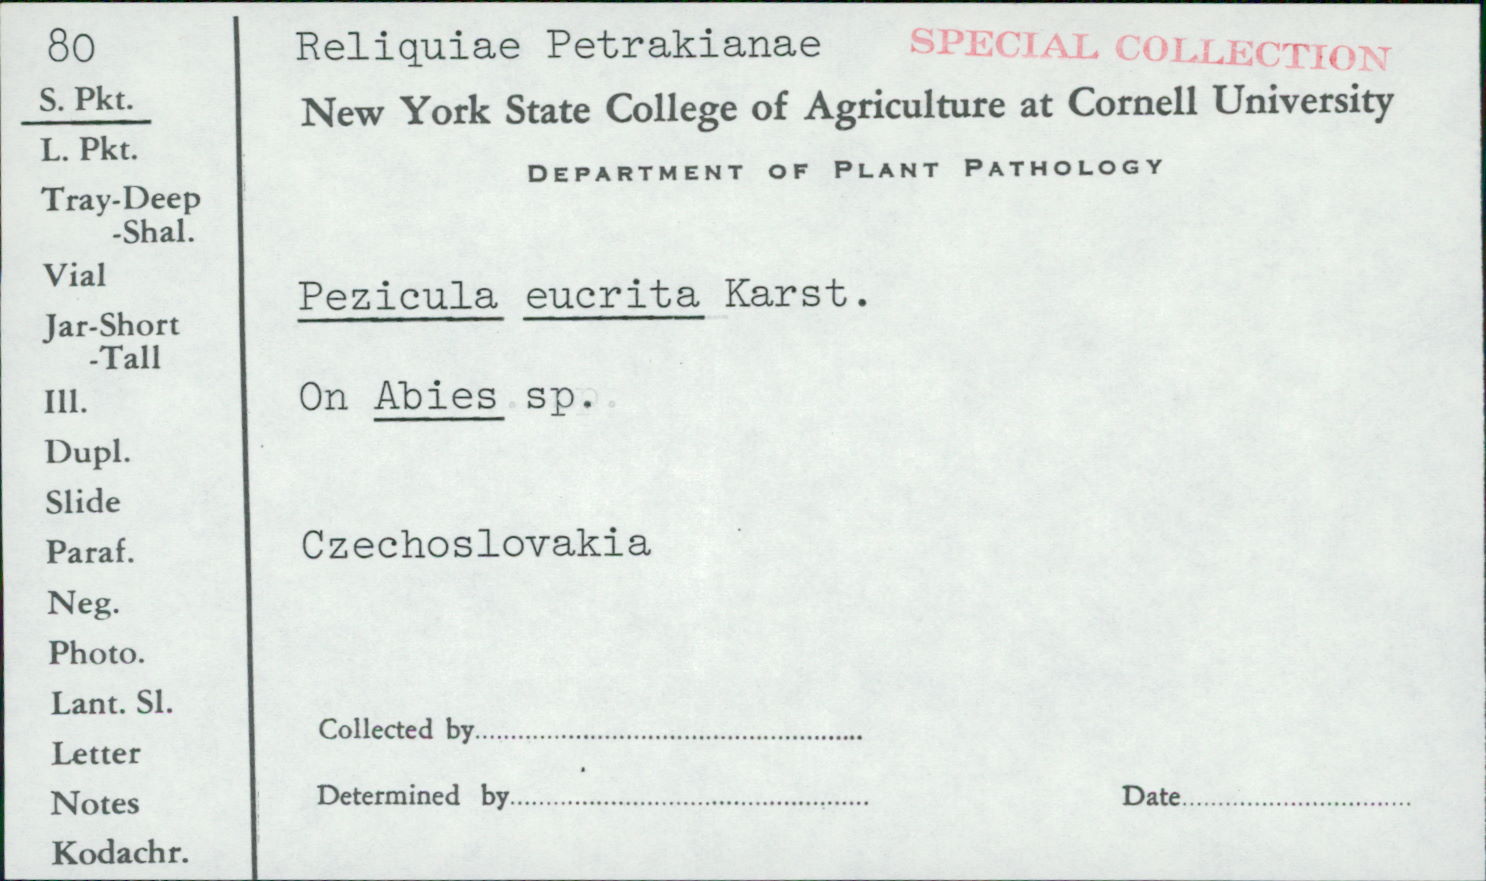 80
S. Pkt.
L. Pkt.
Tray-Deep
-Shal.
Vial
Jar-Short
-Tall
Ill.
Dupl.
Slide
Paraf.
Neg.
Photo.
Lant. Sl.
Letter
Notes
Kodachr.
Reliquiae Petrakianae
SPECIAL COLLECTION
New York State College of Agriculture at Cornell University
DEPARTMENT OF PLANT PATHOLOGY
Pezicula eucrita Karst.
On Abies sp.
Czechoslovakia
Collected by
Determined by
Date